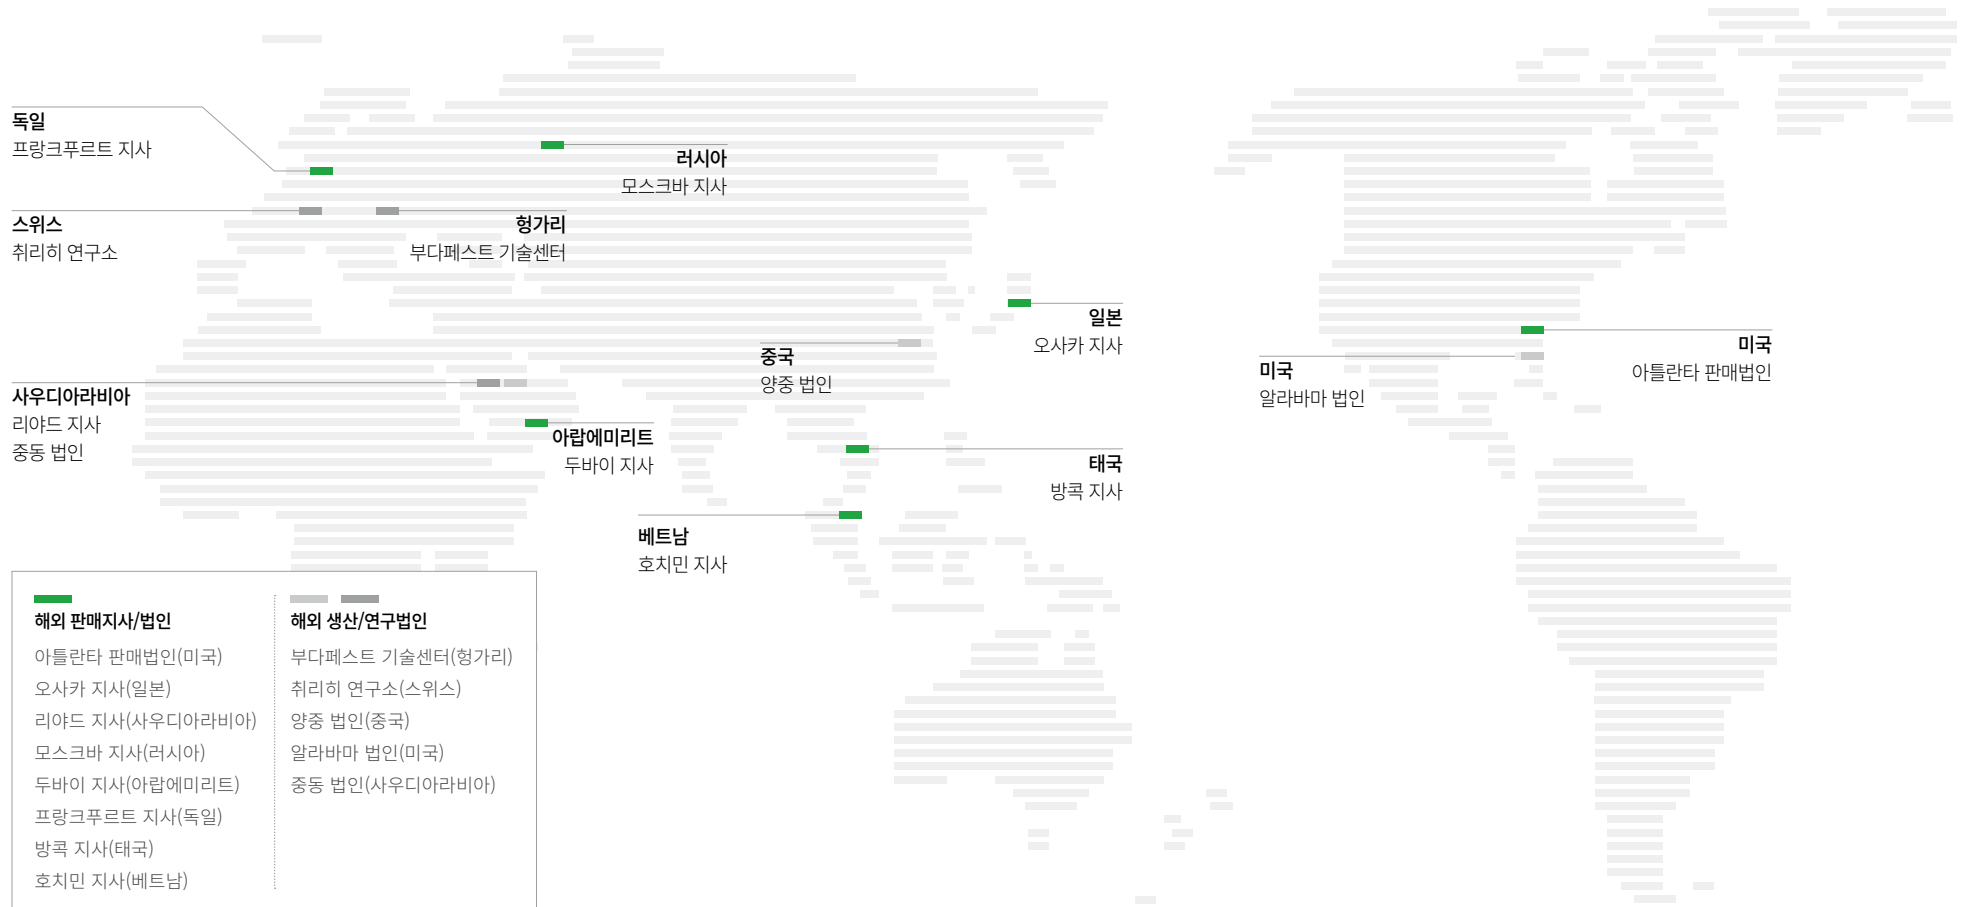 독일
프랑크푸르트 지사
러시아
모스크바 지사
스위스
취리히 연구소
헝가리
부다페스트 기술센터
일본
오사카 지사
중국
양중 법인
미국
아틀란타 판매법인
미국
알라바마 법인
사우디아라비아
리야드 지사
중동 법인
아랍에미리트
두바이 지사
태국
방콕 지사
베트남
호치민 지사
해외 판매지사/법인
아틀란타 판매법인(미국)
오사카 지사(일본)
리야드 지사(사우디아라비아)
모스크바 지사(러시아)
두바이 지사(아랍에미리트)
프랑크푸르트 지사(독일)
방콕 지사(태국)
호치민 지사(베트남)
해외 생산/연구법인
부다페스트 기술센터(헝가리)
취리히 연구소(스위스)
양중 법인(중국)
알라바마 법인(미국)
중동 법인(사우디아라비아)